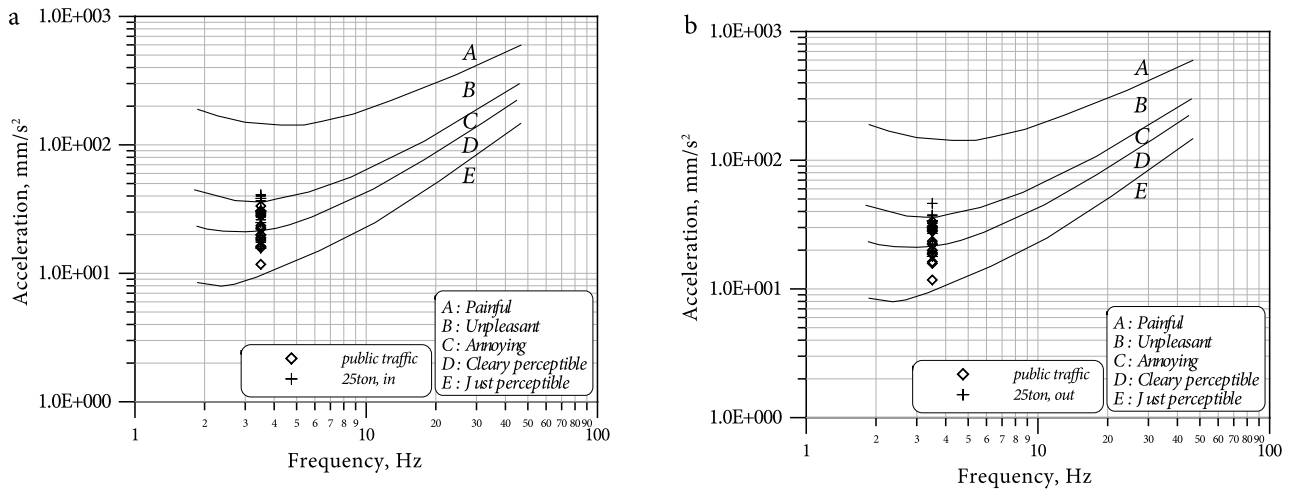 a
Acceleration, mm/s²
1.0E+003
1.0E+002
1.0E+001
1.0E+000
A
B
C
D
E
A : Painful
B : Unpleasant
C : Annoying
D : Cleary perceptible
E : Just perceptible
public traffic
25ton, in
1 2 3 4 5 6 7 8 9 10 20 30 40 50 60 70 80 90 100
Frequency, Hz
b
Acceleration, mm/s²
1.0E+003
1.0E+002
1.0E+001
1.0E+000
A
B
C
D
E
A : Painful
B : Unpleasant
C : Annoying
D : Cleary perceptible
E : Just perceptible
public traffic
25ton, out
1 2 3 4 5 6 7 8 9 10 20 30 40 50 60 70 80 90 100
Frequency, Hz